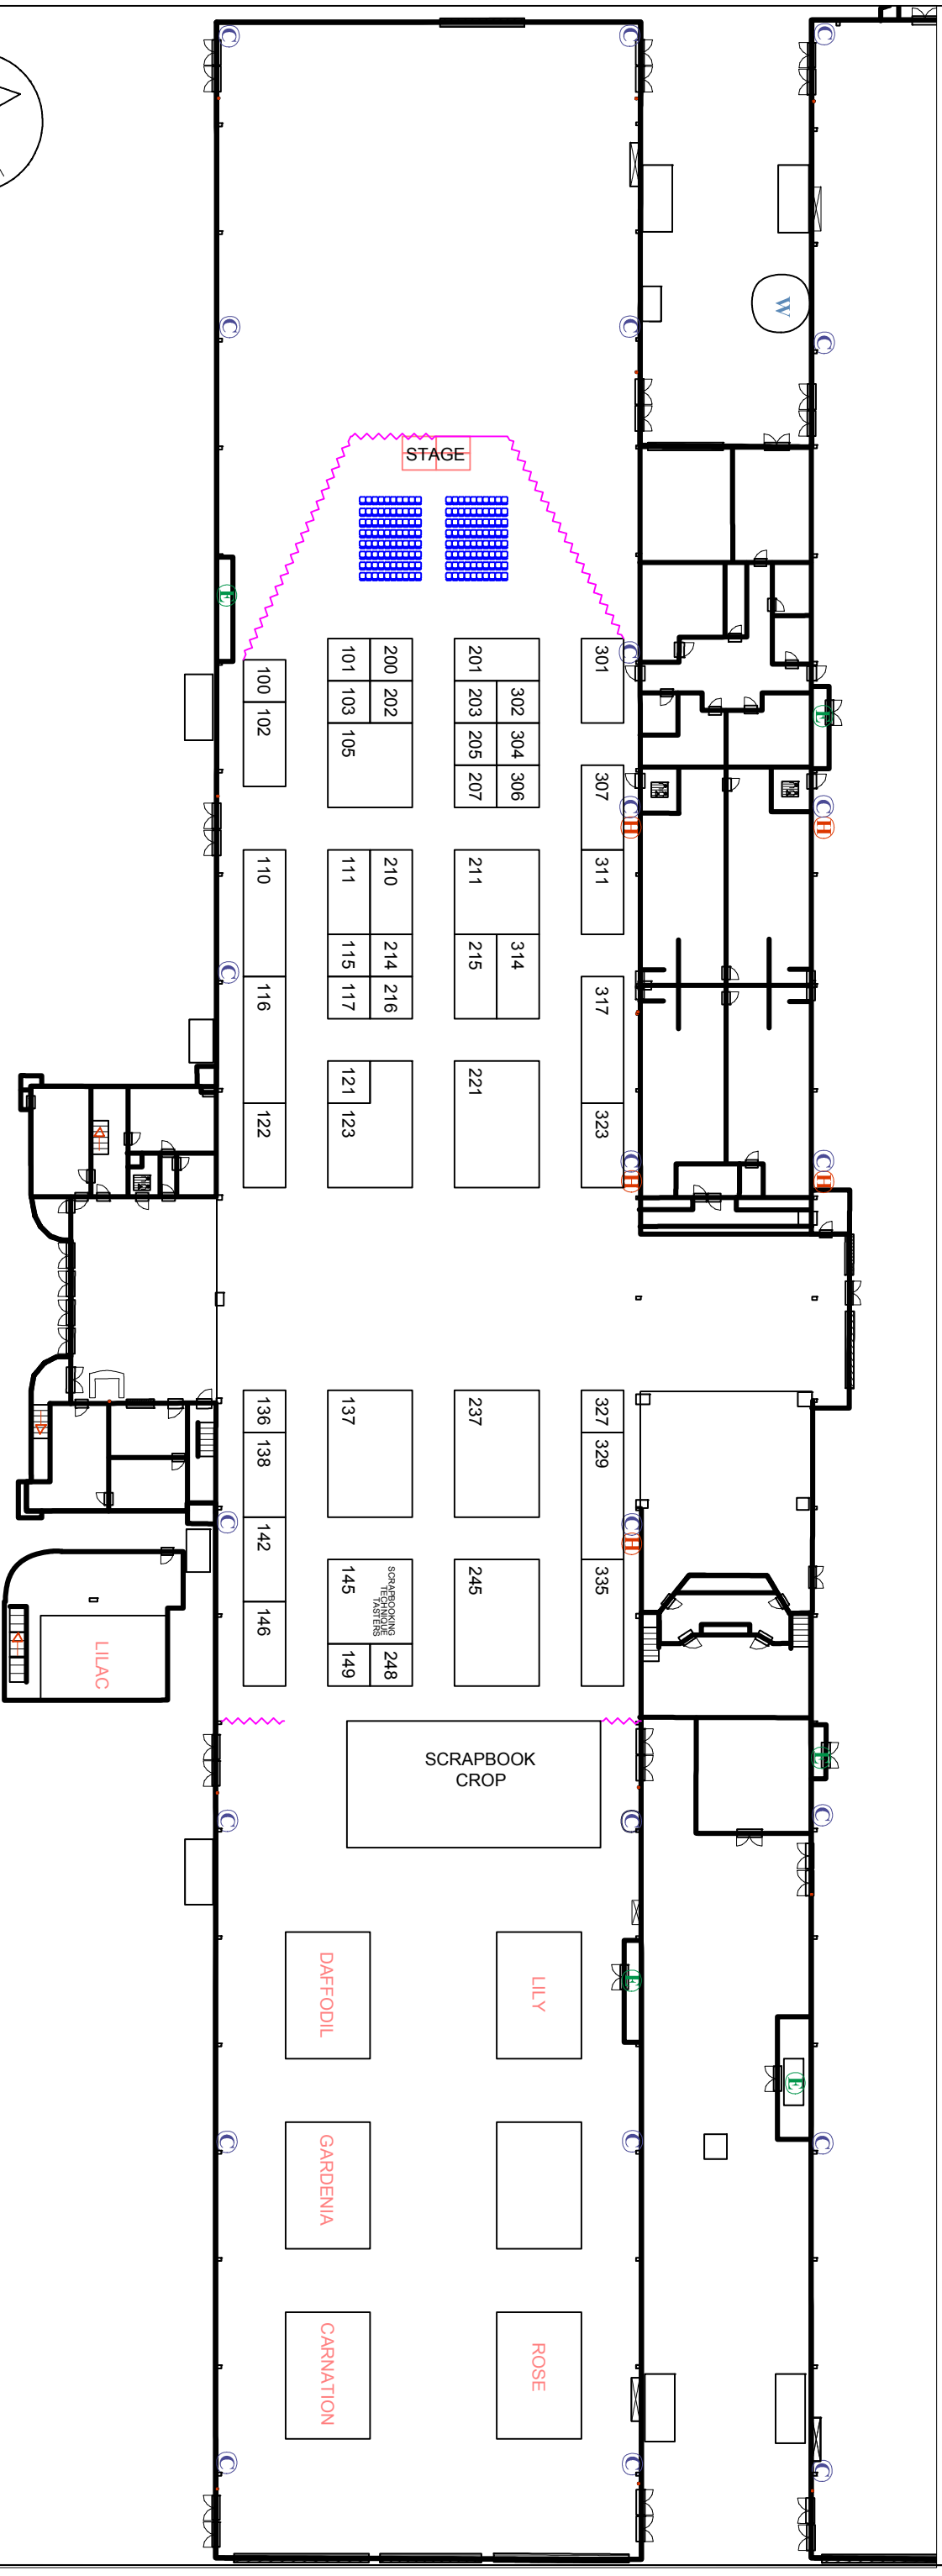 C
C
C
W
C
C
C
STAGE
E
C
E
301
201
200
101
100
302
203
202
103
102
304
205
105
307
306
207
C
H
C
H
311
211
210
111
110
C
314
215
214
115
317
216
117
116
221
121
323
123
122
C
H
C
H
327
237
137
136
329
138
C
H
C
142
335
245
SCRAPBOOKING
TECHNIQUE
TASTERS
145
146
248
149
LILAC
SCRAPBOOK
CROP
E
C
C
C
DAFFODIL
LILY
E
E
C
C
C
GARDENIA
CARNATION
ROSE
C
C
C